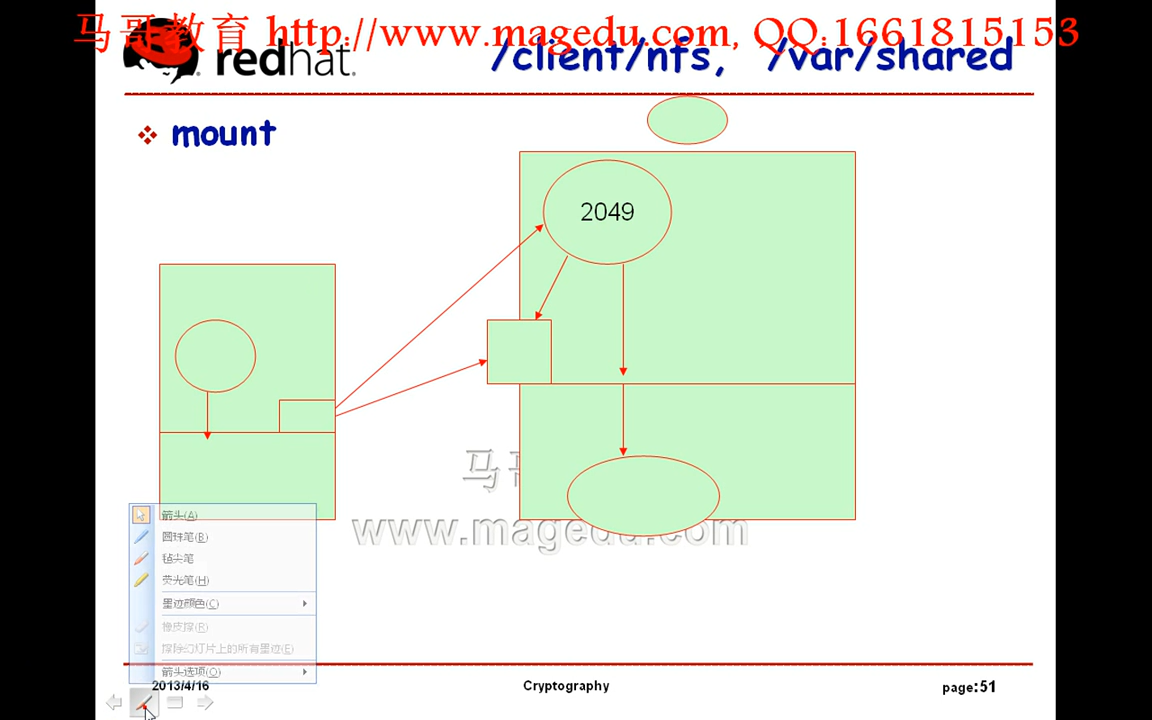 马哥教育 http://www.magedu.com, QQ:1661815153
redhat.
/client/nfs, /var/shared
mount
2049
马哥
www.magedu.com
箭头(A)
圆珠笔(B)
毡尖笔
荧光笔(H)
墨迹颜色(C)
橡皮擦(R)
擦除幻灯片上的所有墨迹(E)
箭头选项(O)
2013/4/16
Cryptography
page:51